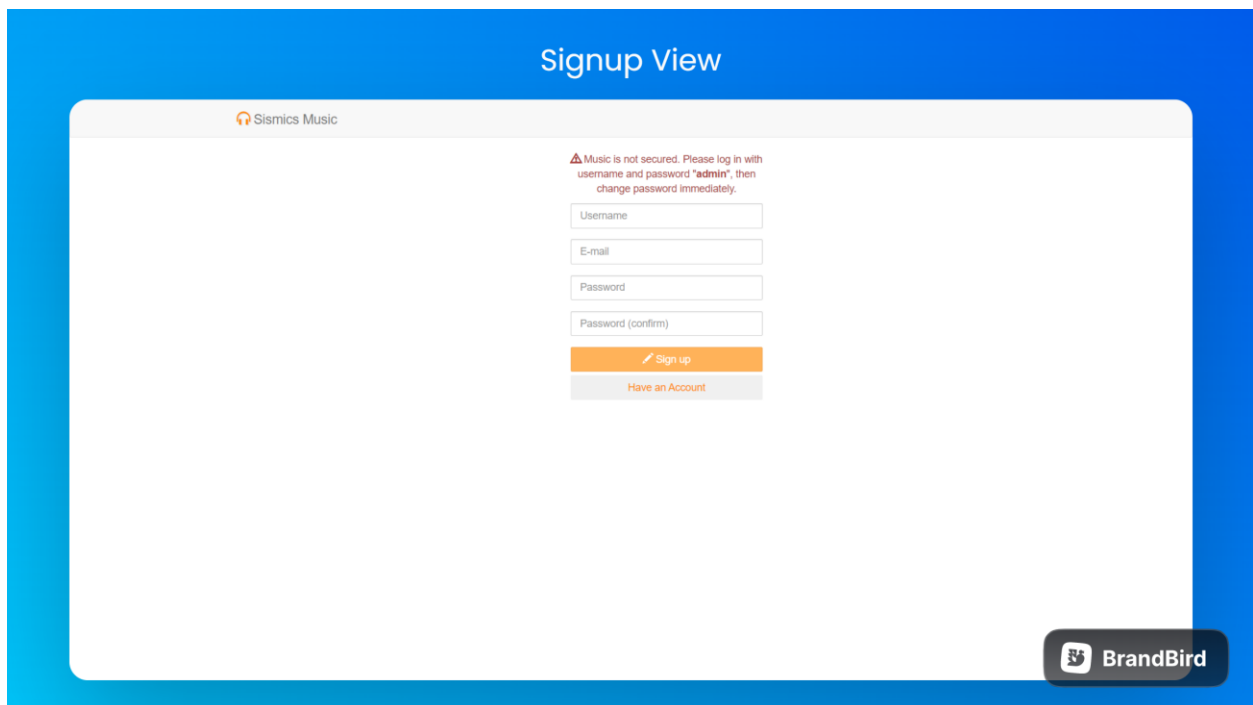 Signup View
Sismics Music
Music is not secured. Please log in with
username and password "admin", then
change password immediately.
Username
E-mail
Password
Password (confirm)
Sign up
Have an Account
BrandBird